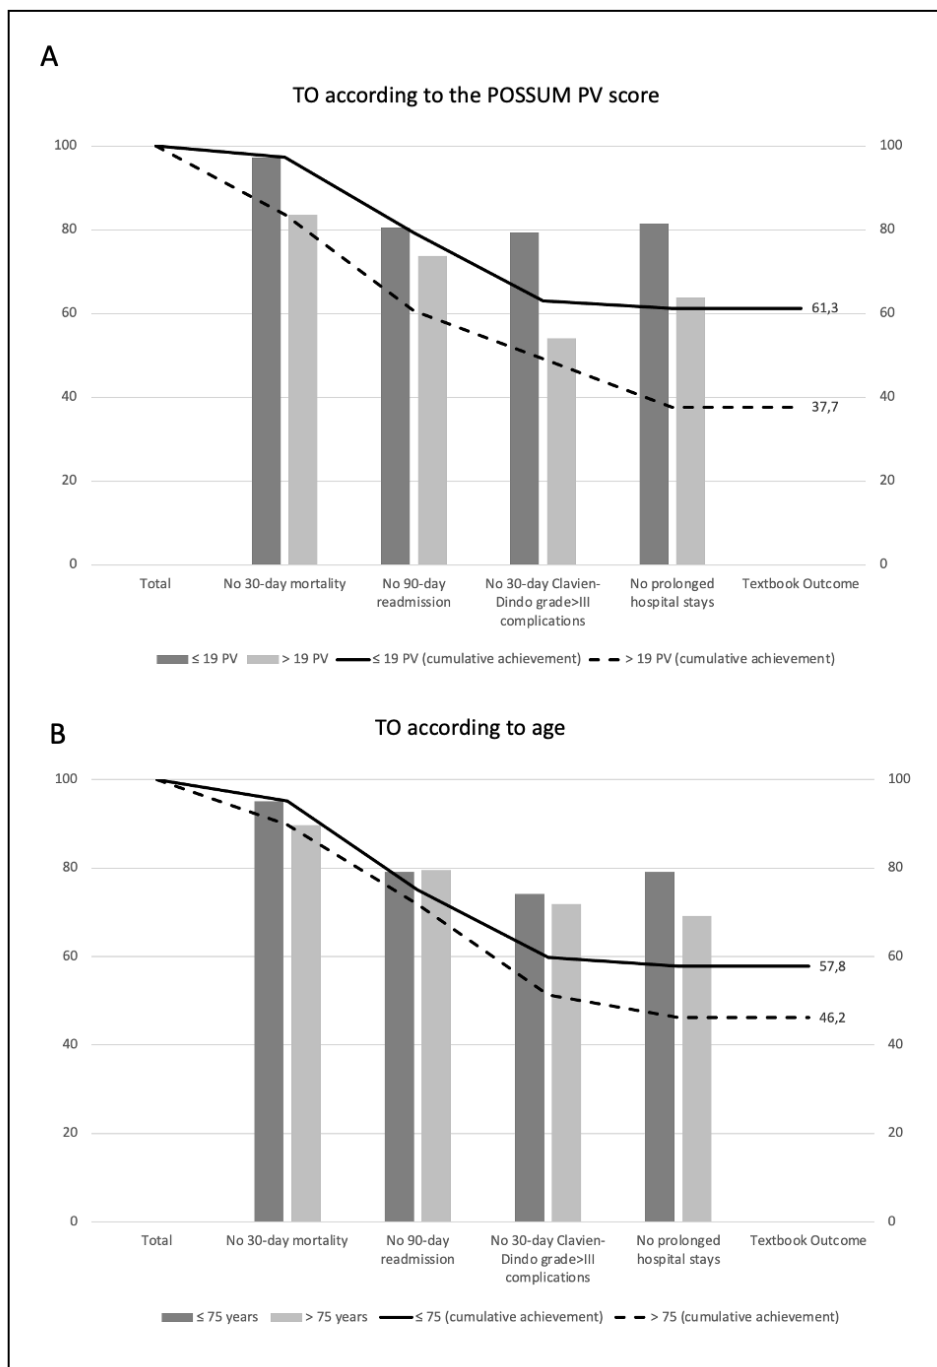 A
TO according to the POSSUM PV score
100
80
60
40
20
0
100
80
60
40
20
0
61,3
37,7
Total
No 30-day mortality
No 90-day
readmission
No 30-day Clavien-
Dindo grade>III
complications
No prolonged
hospital stays
Textbook Outcome
≤ 19 PV
> 19 PV
≤ 19 PV (cumulative achievement)
> 19 PV (cumulative achievement)
B
TO according to age
100
80
60
40
20
0
100
80
60
40
20
0
57,8
46,2
Total
No 30-day mortality
No 90-day
readmission
No 30-day Clavien-
Dindo grade>III
complications
No prolonged
hospital stays
Textbook Outcome
≤ 75 years
> 75 years
≤ 75 (cumulative achievement)
> 75 (cumulative achievement)